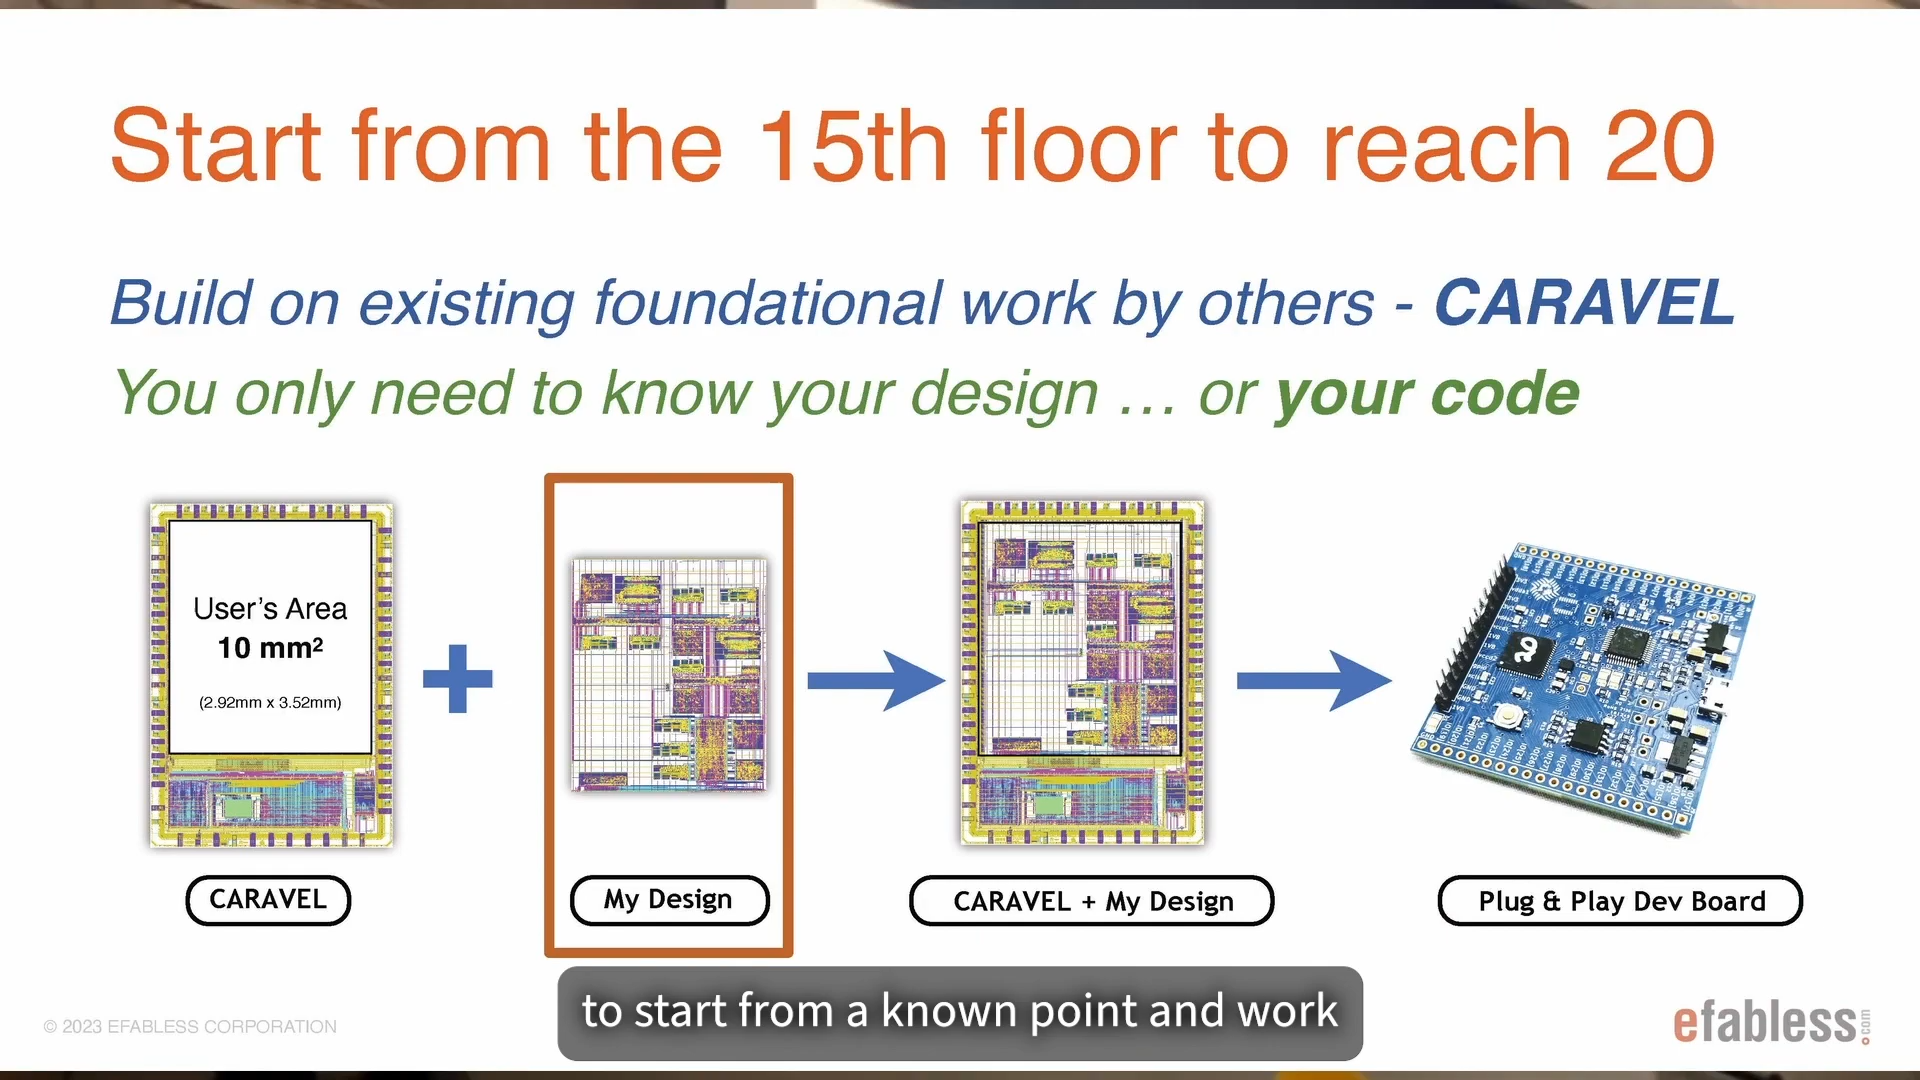 Start from the 15th floor to reach 20
Build on existing foundational work by others - CARAVEL
You only need to know your design … or your code
User's Area
10 mm²
(2.92mm x 3.52mm)
CARAVEL
My Design
CARAVEL + My Design
Plug & Play Dev Board
to start from a known point and work
© 2023 EFABLESS CORPORATION
efabless.com